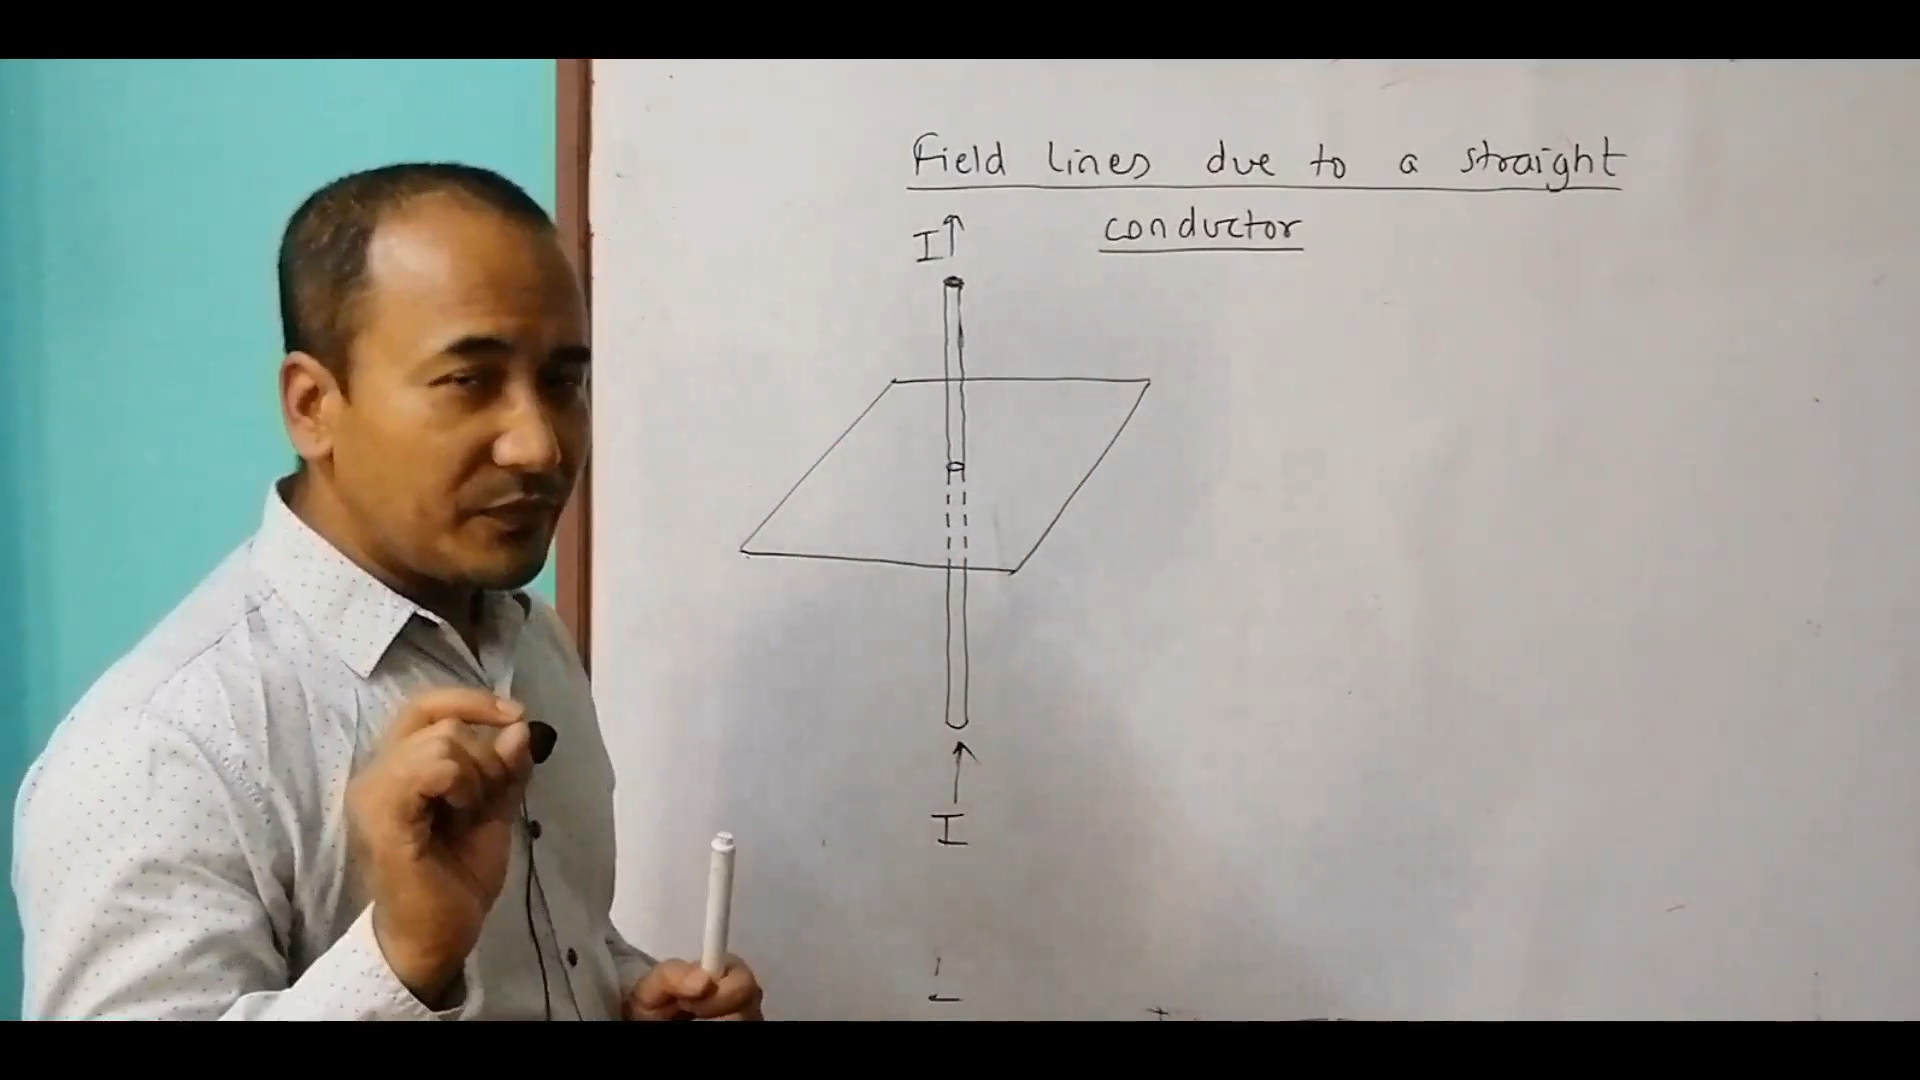 Field lines due to a straight
conductor
I
I